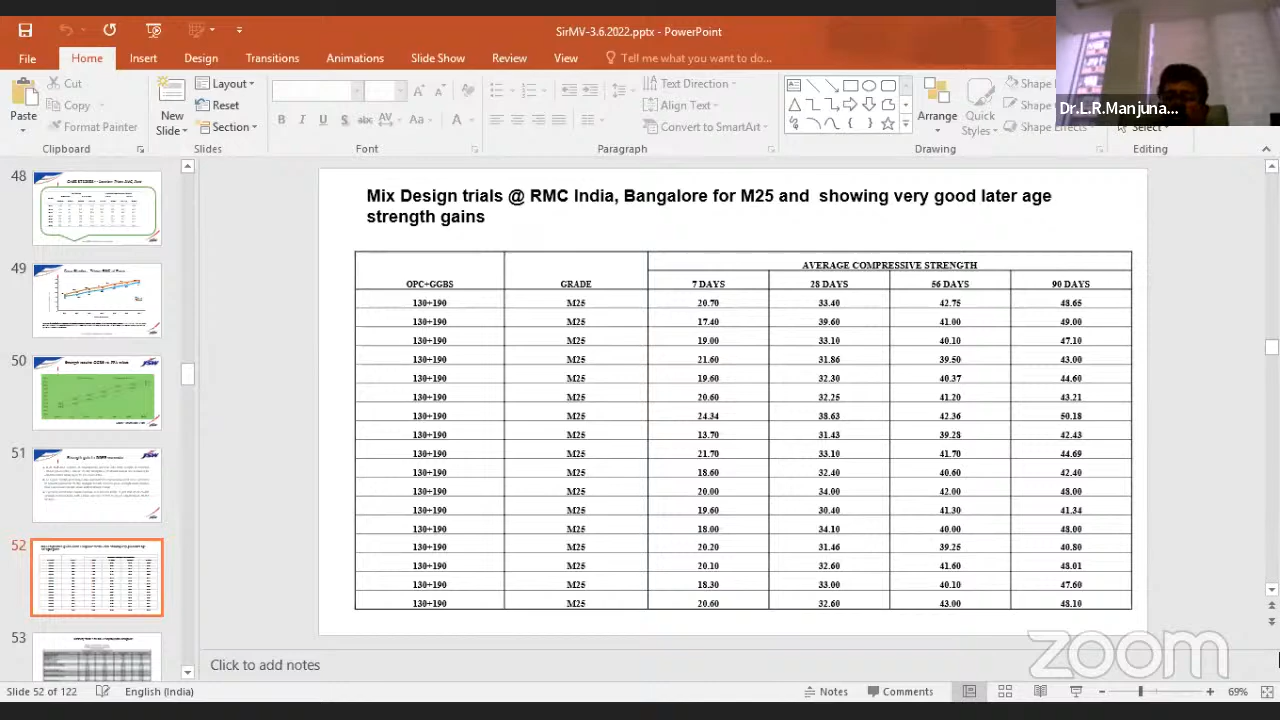 SirMV-3.6.2022.pptx - PowerPoint
File Home Insert Design Transitions Animations Slide Show Review View Tell me what you want to do...
Dr.L.R.Manjuna...
Paste
Cut
Copy
Format Painter
Clipboard
New Slide
Layout
Reset
Section
Slides
B I U S abc AV Aa A
Font
Paragraph
Text Direction
Align Text
Convert to SmartArt
Arrange
Quick Styles
Shape Effects
Drawing
Select
Editing
48
49
50
51
52
53
Mix Design trials @ RMC India, Bangalore for M25 and showing very good later age
strength gains
AVERAGE COMPRESSIVE STRENGTH
OPC+GGBS GRADE 7 DAYS 28 DAYS 56 DAYS 90 DAYS
130+190 M25 20.70 33.40 42.75 48.65
130+190 M25 17.40 39.60 41.00 49.00
130+190 M25 19.00 33.10 40.10 47.10
130+190 M25 21.60 31.86 39.50 43.00
130+190 M25 19.60 32.30 40.37 44.60
130+190 M25 20.60 32.25 41.20 43.21
130+190 M25 24.34 38.63 42.36 50.18
130+190 M25 13.70 31.43 39.28 42.43
130+190 M25 21.70 33.10 41.70 44.69
130+190 M25 18.60 32.40 40.00 42.40
130+190 M25 20.00 34.00 42.00 48.00
130+190 M25 19.60 30.40 41.30 41.34
130+190 M25 18.00 34.10 40.00 48.00
130+190 M25 20.20 31.46 39.25 40.80
130+190 M25 20.10 32.60 41.60 48.01
130+190 M25 18.30 33.00 40.10 47.60
130+190 M25 20.60 32.60 43.00 48.10
zoom
Click to add notes
Slide 52 of 122 English (India) Notes Comments 69%